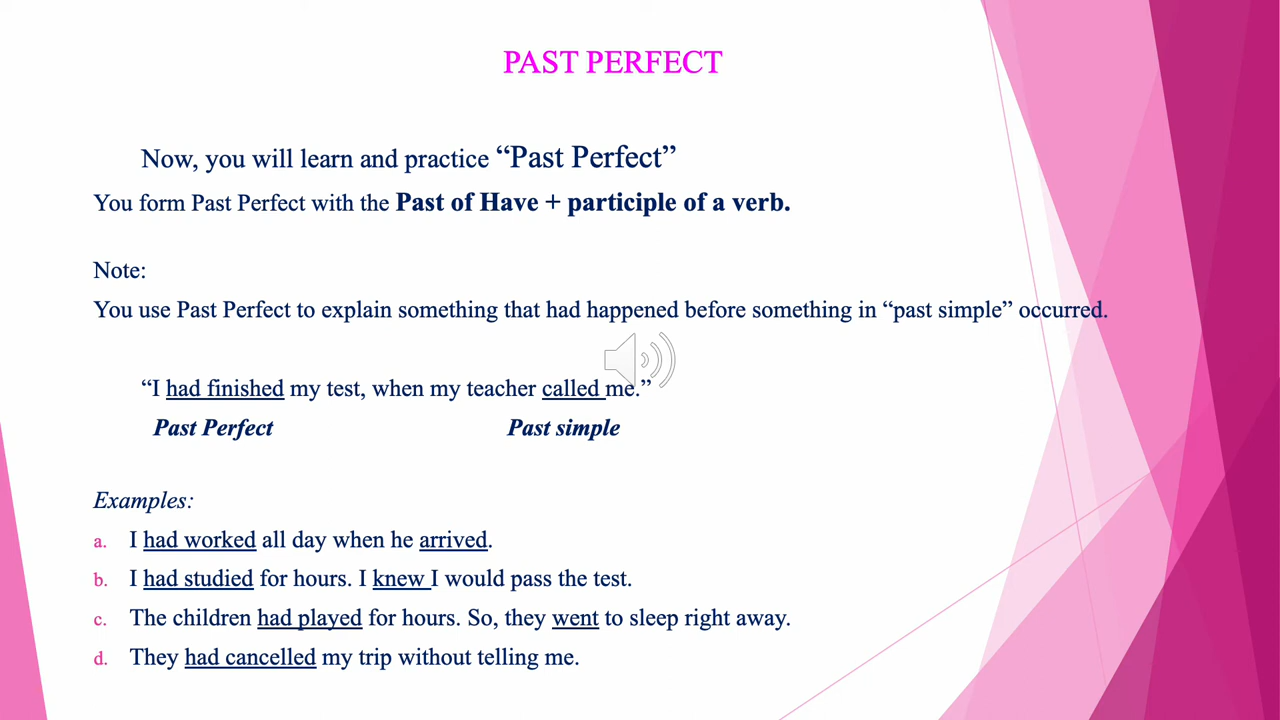 PAST PERFECT
Now, you will learn and practice “Past Perfect”
You form Past Perfect with the Past of Have + participle of a verb.
Note:
You use Past Perfect to explain something that had happened before something in “past simple” occurred.
“I had finished my test, when my teacher called me.”
Past Perfect Past simple
Examples:
a. I had worked all day when he arrived.
b. I had studied for hours. I knew I would pass the test.
c. The children had played for hours. So, they went to sleep right away.
d. They had cancelled my trip without telling me.